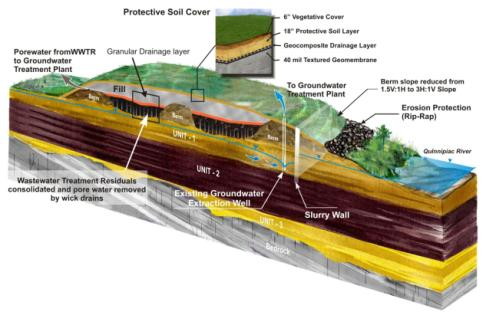 Protective Soil Cover
6" Vegetative Cover
18" Protective Soil Layer
Geocomposite Drainage Layer
40 mil Textured Geomembrane
Porewater fromWWTR
to Groundwater
Treatment Plant
Granular Drainage layer
Fill
To Groundwater
Treatment Plant
Berm slope reduced from
1.5V:1H to 3H:1V Slope
Erosion Protection
(Rip-Rap)
Quinnipiac River
Berm
Berm
Berm
UNIT - 1
UNIT - 2
Wastewater Treatment Residuals
consolidated and pore water removed
by wick drains
Existing Groundwater
Extraction Well
Slurry Wall
UNIT - 3
Bedrock